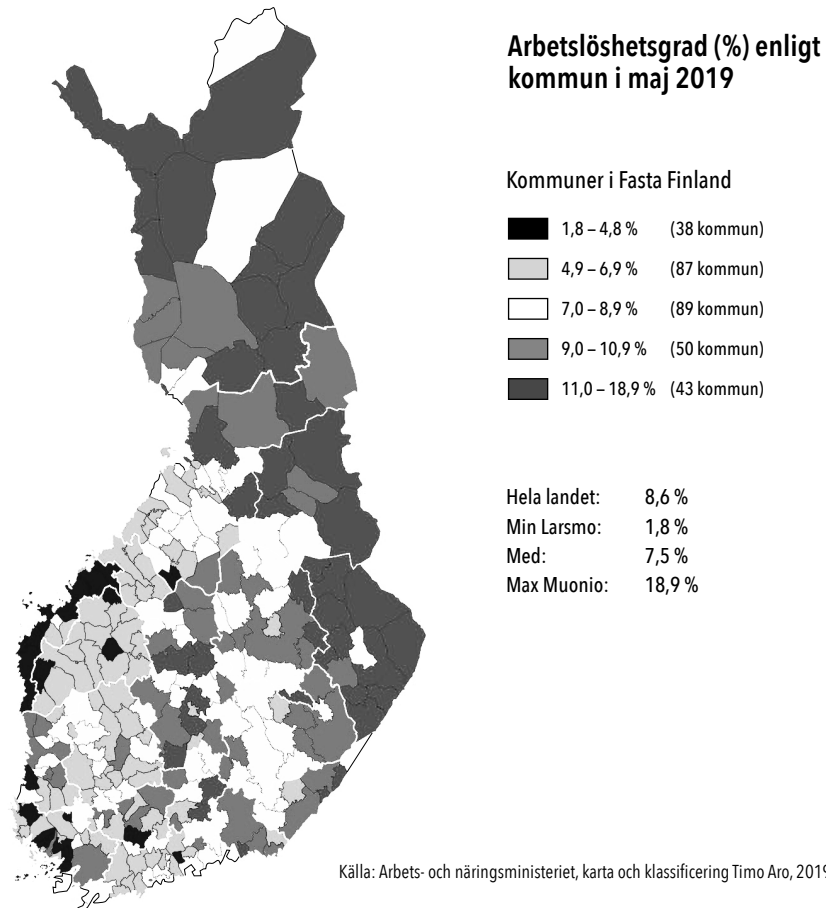 Arbetslöshetsgrad (%) enligt
kommun i maj 2019
Kommuner i Fasta Finland
1,8 – 4,8 % (38 kommun)
4,9 – 6,9 % (87 kommun)
7,0 – 8,9 % (89 kommun)
9,0 – 10,9 % (50 kommun)
11,0 – 18,9 % (43 kommun)
Hela landet: 8,6 %
Min Larsmo: 1,8 %
Med: 7,5 %
Max Muonio: 18,9 %
Källa: Arbets- och näringsministeriet, karta och klassificering Timo Aro, 2019